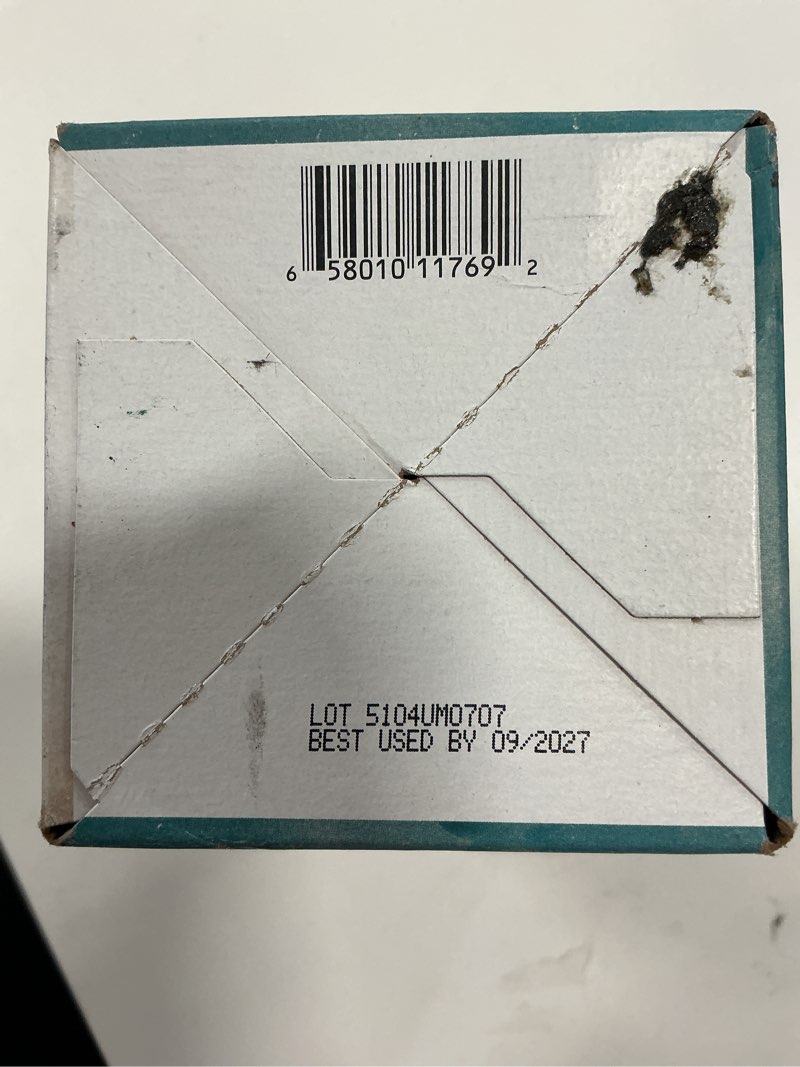 6 58010 11769 2
LOT 5104UM0707
BEST USED BY 09/2027